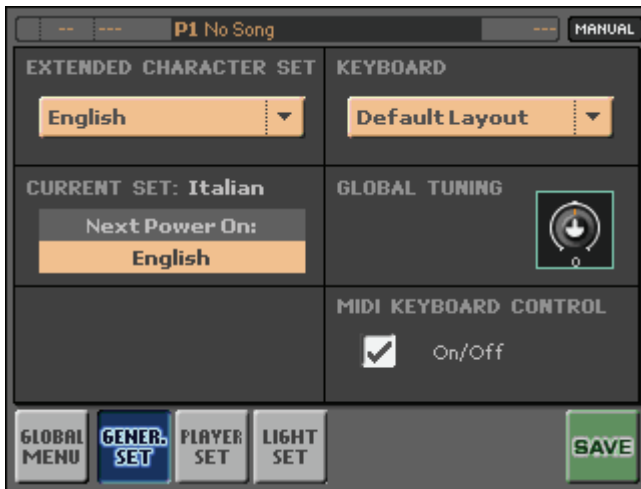 -- --- P1 No Song --- MANUAL
EXTENDED CHARACTER SET
English
KEYBOARD
Default Layout
CURRENT SET: Italian
Next Power On:
English
GLOBAL TUNING
0
MIDI KEYBOARD CONTROL
On/Off
GLOBAL
MENU
GENER.
SET
PLAYER
SET
LIGHT
SET
SAVE